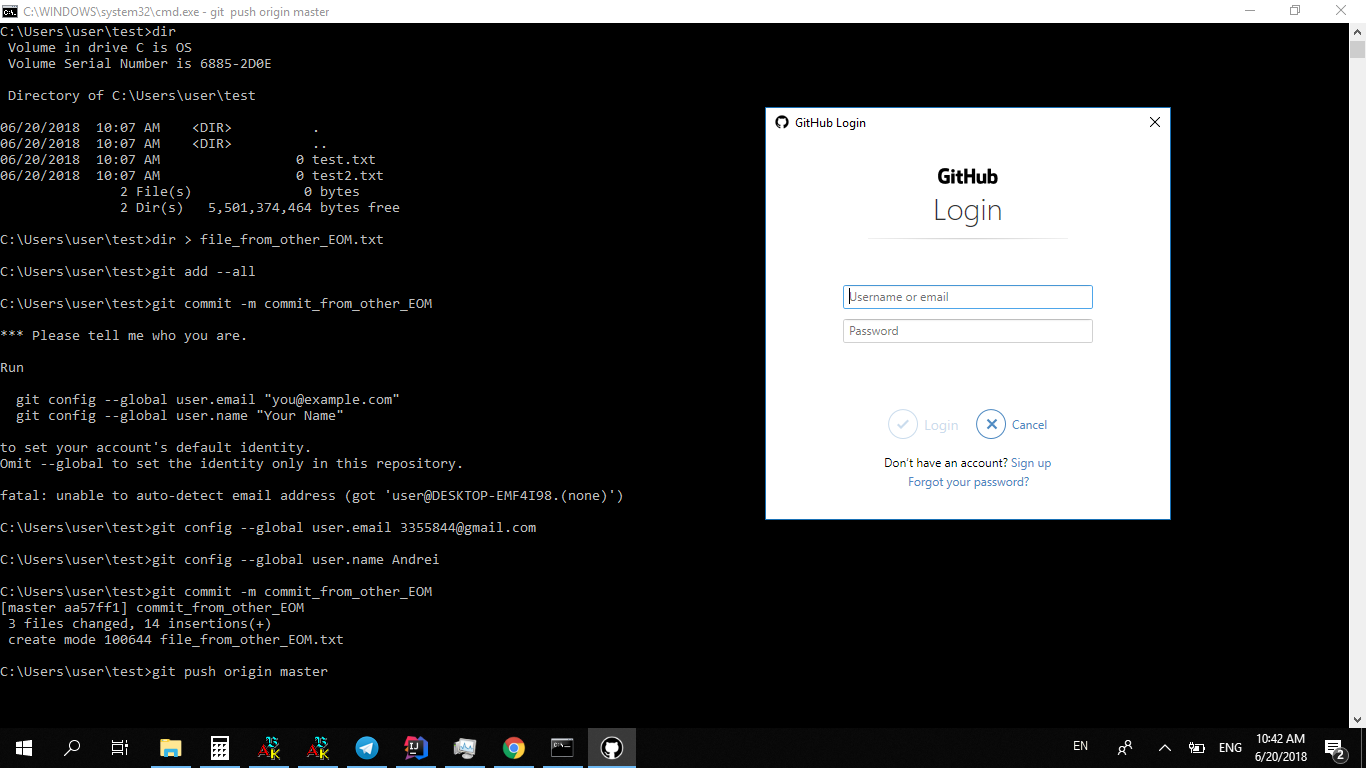 C:\WINDOWS\system32\cmd.exe - git  push origin master
C:\Users\user\test>dir
 Volume in drive C is OS
 Volume Serial Number is 6885-2D0E
 Directory of C:\Users\user\test
06/20/2018  10:07 AM    <DIR>          .
06/20/2018  10:07 AM    <DIR>          ..
06/20/2018  10:07 AM                 0 test.txt
06/20/2018  10:07 AM                 0 test2.txt
               2 File(s)              0 bytes
               2 Dir(s)   5,501,374,464 bytes free
C:\Users\user\test>dir > file_from_other_EOM.txt
C:\Users\user\test>git add --all
C:\Users\user\test>git commit -m commit_from_other_EOM
*** Please tell me who you are.
Run
  git config --global user.email "you@example.com"
  git config --global user.name "Your Name"
to set your account's default identity.
Omit --global to set the identity only in this repository.
fatal: unable to auto-detect email address (got 'user@DESKTOP-EMF4I98.(none)')
C:\Users\user\test>git config --global user.email 3355844@gmail.com
C:\Users\user\test>git config --global user.name Andrei
C:\Users\user\test>git commit -m commit_from_other_EOM
[master aa57ff1] commit_from_other_EOM
 3 files changed, 14 insertions(+)
 create mode 100644 file_from_other_EOM.txt
C:\Users\user\test>git push origin master
GitHub Login
GitHub
Login
Username or email
Password
Login
Cancel
Don't have an account? Sign up
Forgot your password?
EN
ENG
10:42 AM
6/20/2018
2